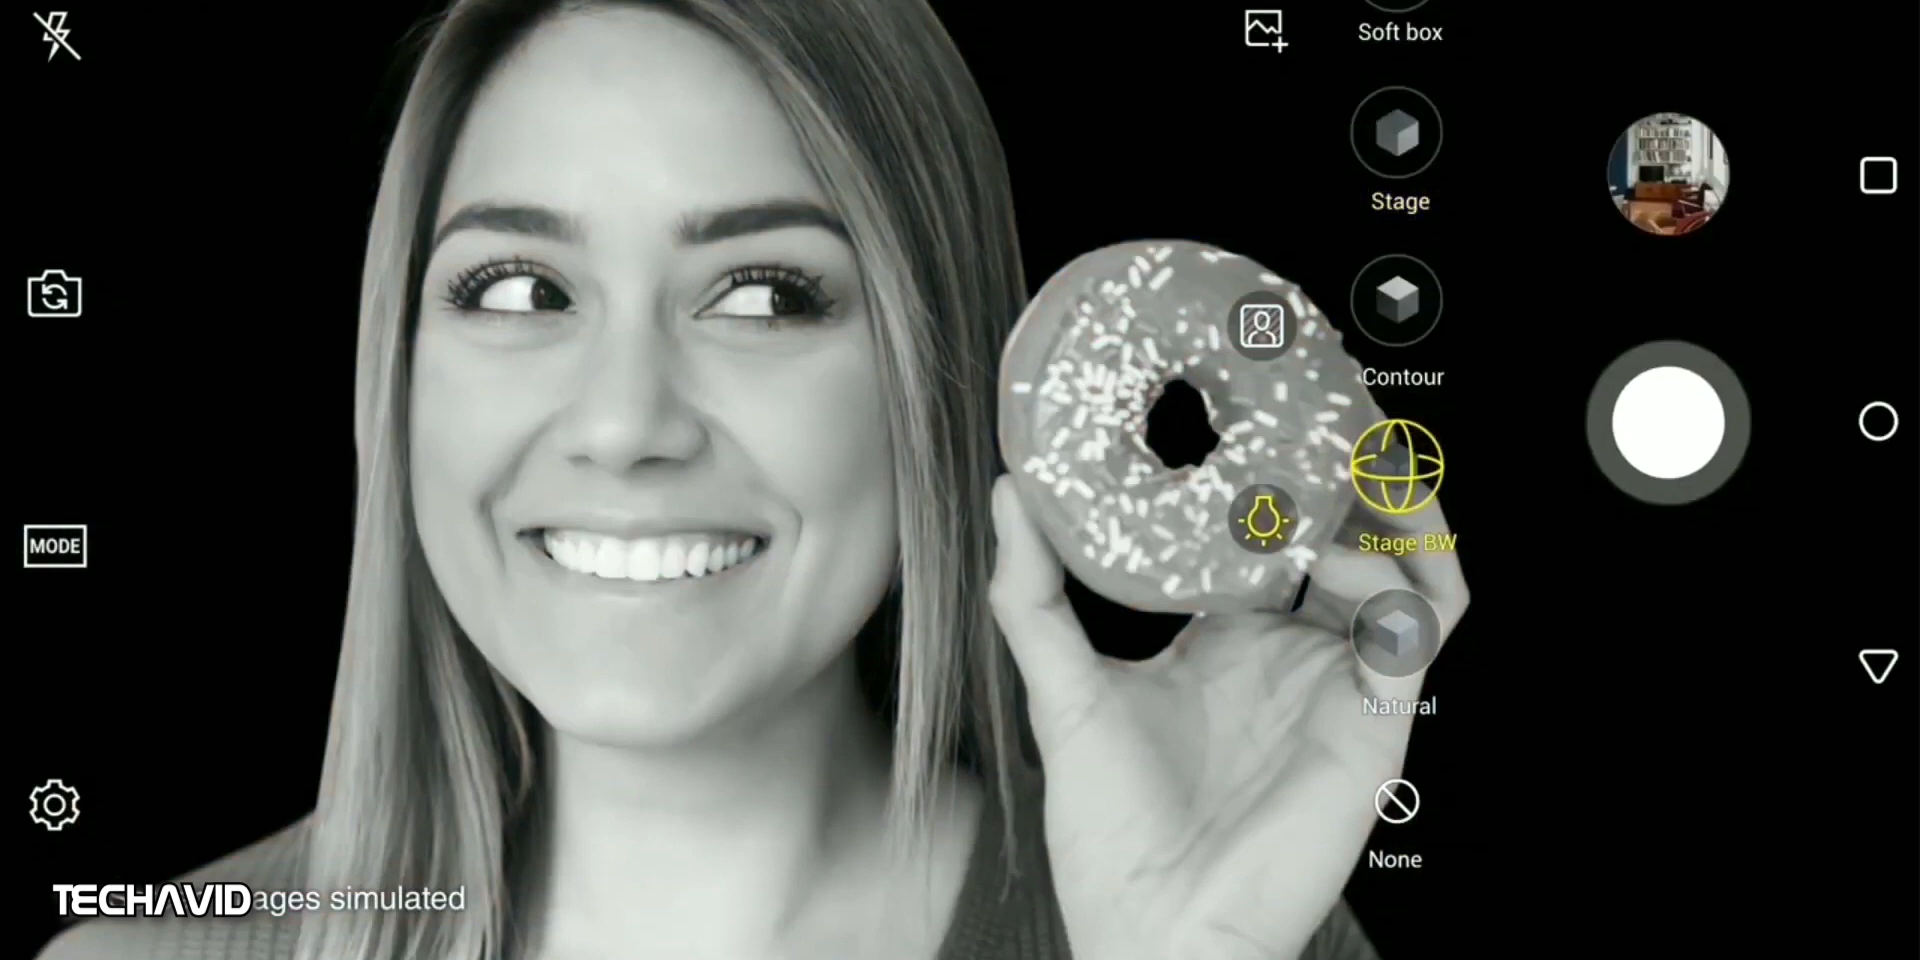 Soft box
Stage
Contour
MODE
Stage BW
Natural
None
TECHAVID
ages simulated